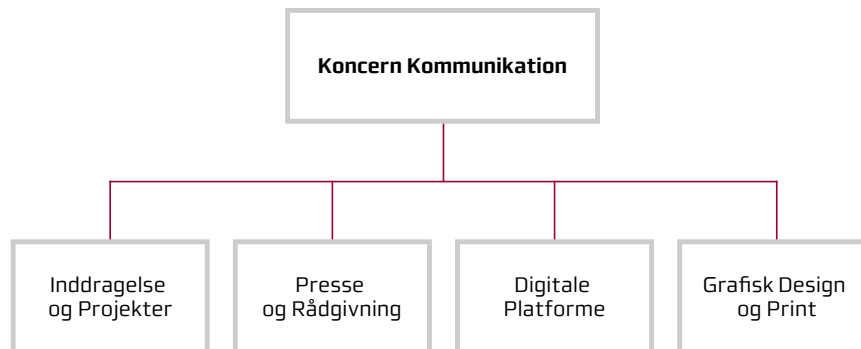 Koncern Kommunikation
Inddragelse
og Projekter
Presse
og Rådgivning
Digitale
Platforme
Grafisk Design
og Print